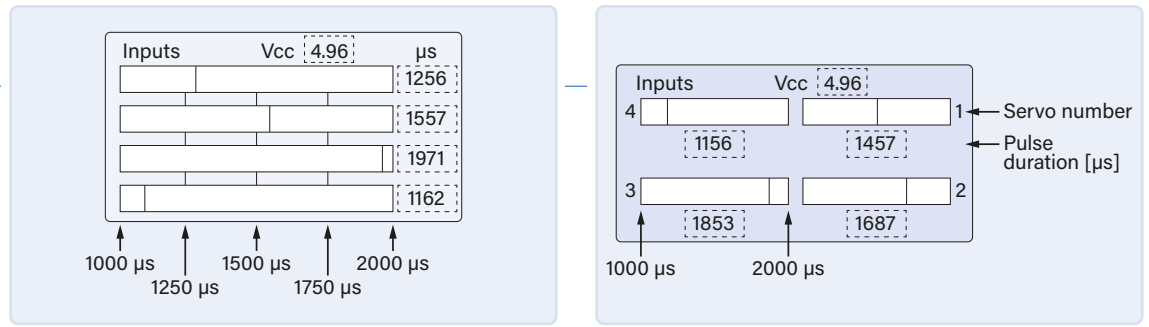 Inputs Vcc 4.96 µs
1256
1557
1971
1162
1000 µs 1500 µs 2000 µs
1250 µs 1750 µs
Inputs Vcc 4.96
4 1 Servo number
1156 1457 Pulse
duration [µs]
3 2
1853 1687
1000 µs 2000 µs